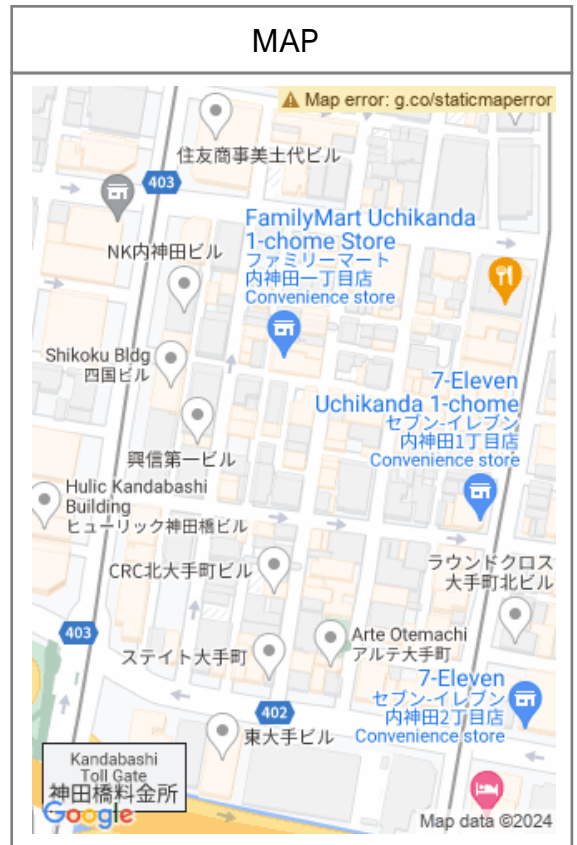 MAP
Map error: g.co/staticmaperror
住友商事美土代ビル
403
FamilyMart Uchikanda
1-chome Store
ファミリーマート
内神田一丁目店
Convenience store
NK内神田ビル
Shikoku Bldg
四国ビル
7-Eleven
Uchikanda 1-chome
セブン-イレブン
内神田1丁目店
Convenience store
興信第一ビル
Hulic Kandabashi
Building
ヒューリック神田橋ビル
CRC北大手町ビル
ラウンドクロス
大手町北ビル
403
Arte Otemachi
アルテ大手町
ステイト大手町
7-Eleven
セブン-イレブン
内神田2丁目店
Convenience store
402
東大手ビル
Kandabashi
Toll Gate
神田橋料金所
Google
Map data ©2024